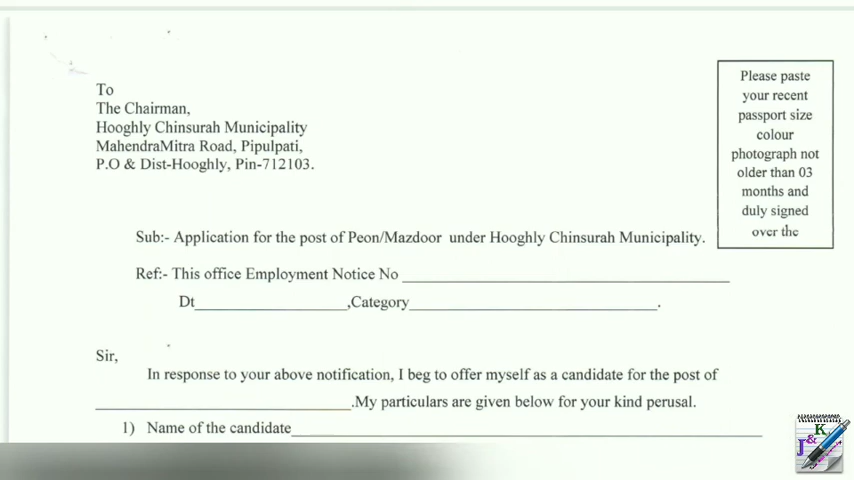 To
The Chairman,
Hooghly Chinsurah Municipality
MahendraMitra Road, Pipulpati,
P.O & Dist-Hooghly, Pin-712103.
Please paste
your recent
passport size
colour
photograph not
older than 03
months and
duly signed
over the
Sub:- Application for the post of Peon/Mazdoor under Hooghly Chinsurah Municipality.
Ref:- This office Employment Notice No
Dt ,Category .
Sir,
In response to your above notification, I beg to offer myself as a candidate for the post of
.My particulars are given below for your kind perusal.
1) Name of the candidate
J&K